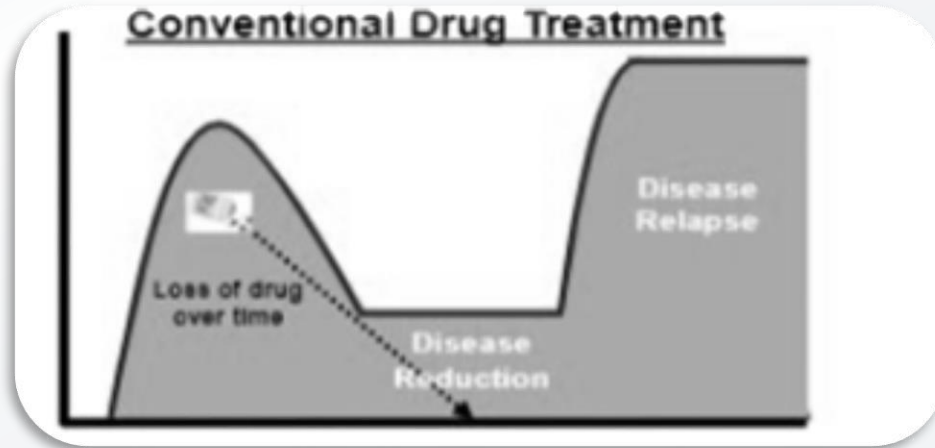 Conventional Drug Treatment
Disease
Relapse
Loss of drug
over time
Disease
Reduction